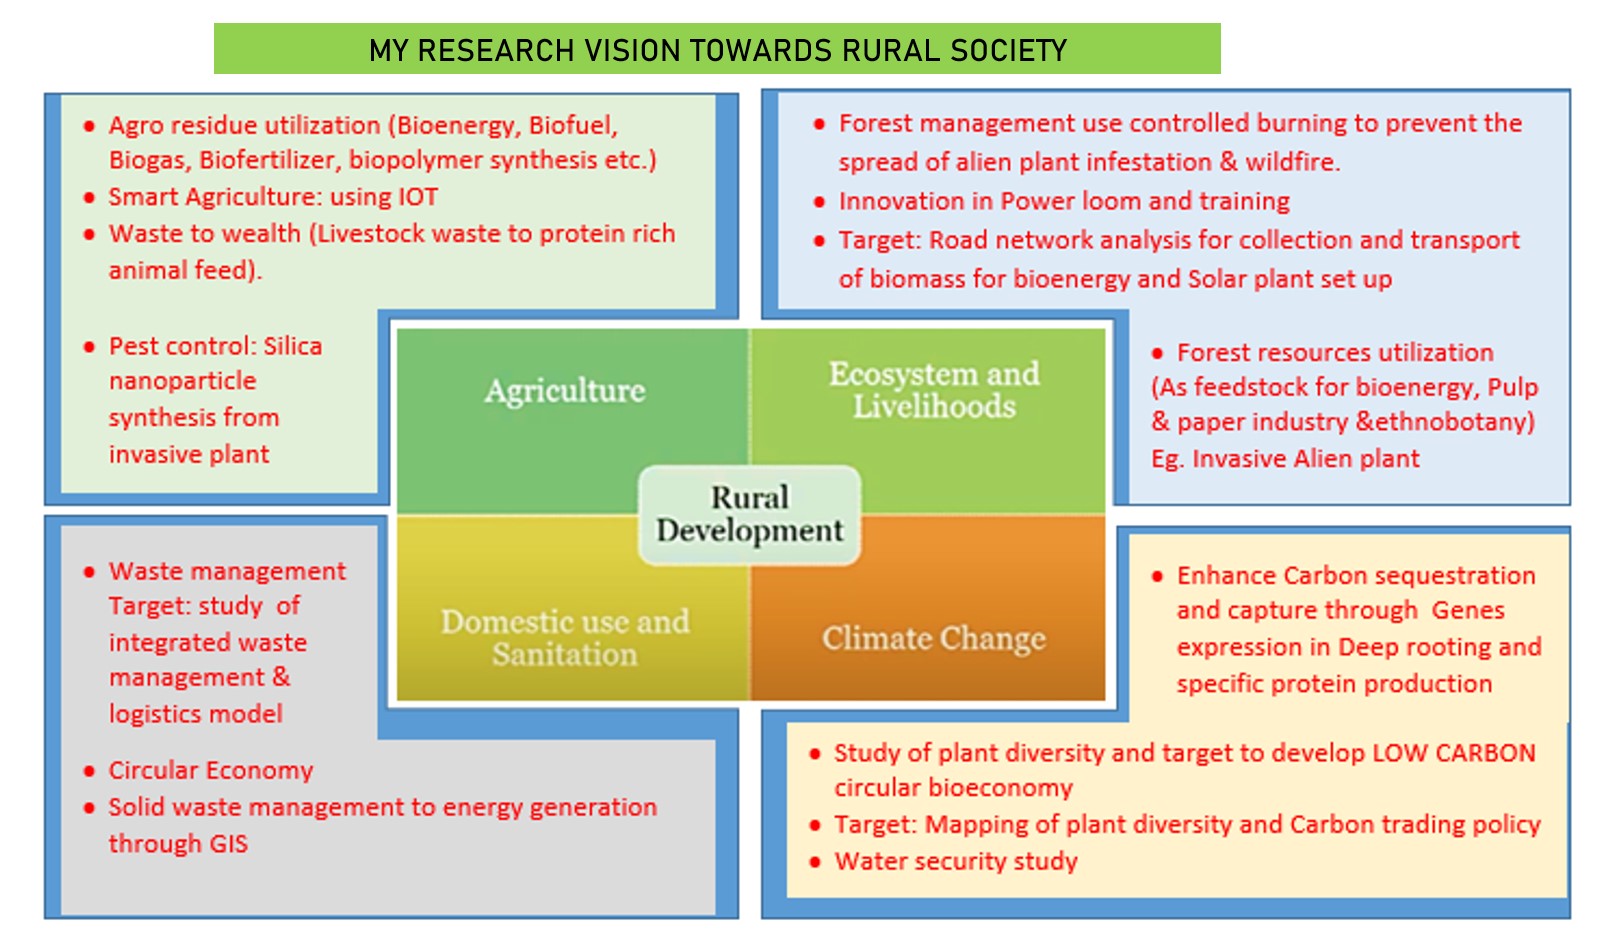 MY RESEARCH VISION TOWARDS RURAL SOCIETY
• Agro residue utilization (Bioenergy, Biofuel,
Biogas, Biofertilizer, biopolymer synthesis etc.)
• Smart Agriculture: using IOT
• Waste to wealth (Livestock waste to protein rich
animal feed).
• Pest control: Silica
nanoparticle
synthesis from
invasive plant
• Forest management use controlled burning to prevent the
spread of alien plant infestation & wildfire.
• Innovation in Power loom and training
• Target: Road network analysis for collection and transport
of biomass for bioenergy and Solar plant set up
• Forest resources utilization
(As feedstock for bioenergy, Pulp
& paper industry &ethnobotany)
Eg. Invasive Alien plant
Agriculture
Ecosystem and
Livelihoods
Rural
Development
Domestic use and
Sanitation
Climate Change
• Waste management
Target: study of
integrated waste
management &
logistics model
• Circular Economy
• Solid waste management to energy generation
through GIS
• Enhance Carbon sequestration
and capture through Genes
expression in Deep rooting and
specific protein production
• Study of plant diversity and target to develop LOW CARBON
circular bioeconomy
• Target: Mapping of plant diversity and Carbon trading policy
• Water security study